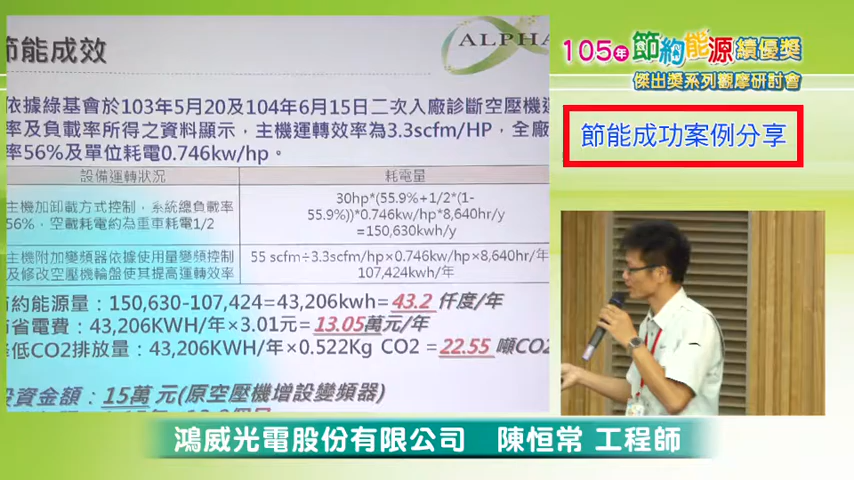 節能成效
ALPHA
105年節約能源績優獎
傑出獎系列觀摩研討會
節能成功案例分享
依據綠基會於103年5月20及104年6月15日二次入廠診斷空壓機運
率及負載率所得之資料顯示，主機運轉效率為3.3scfm/HP，全廠
率56%及單位耗電0.746kw/hp。
設備運轉狀況 耗電量
主機加卸載方式控制，系統總負載率
56%，空載耗電約為重車耗電1/2
30hp*(55.9%+1/2*(1-
55.9%))*0.746kw/hp*8,640hr/y
=150,630kwh/y
主機附加變頻器依據使用量變頻控制
及修改空壓機輪盤使其提高運轉效率
55 scfm÷3.3scfm/hp×0.746kw/hp×8,640hr/年
107,424kwh/年
節約能源量：150,630-107,424=43,206kwh=43.2 仟度/年
節省電費：43,206KWH/年×3.01元=13.05萬元/年
降低CO2排放量：43,206KWH/年×0.522Kg CO2 =22.55 噸CO2
投資金額：15萬 元(原空壓機增設變頻器)
鴻威光電股份有限公司 陳恒常 工程師